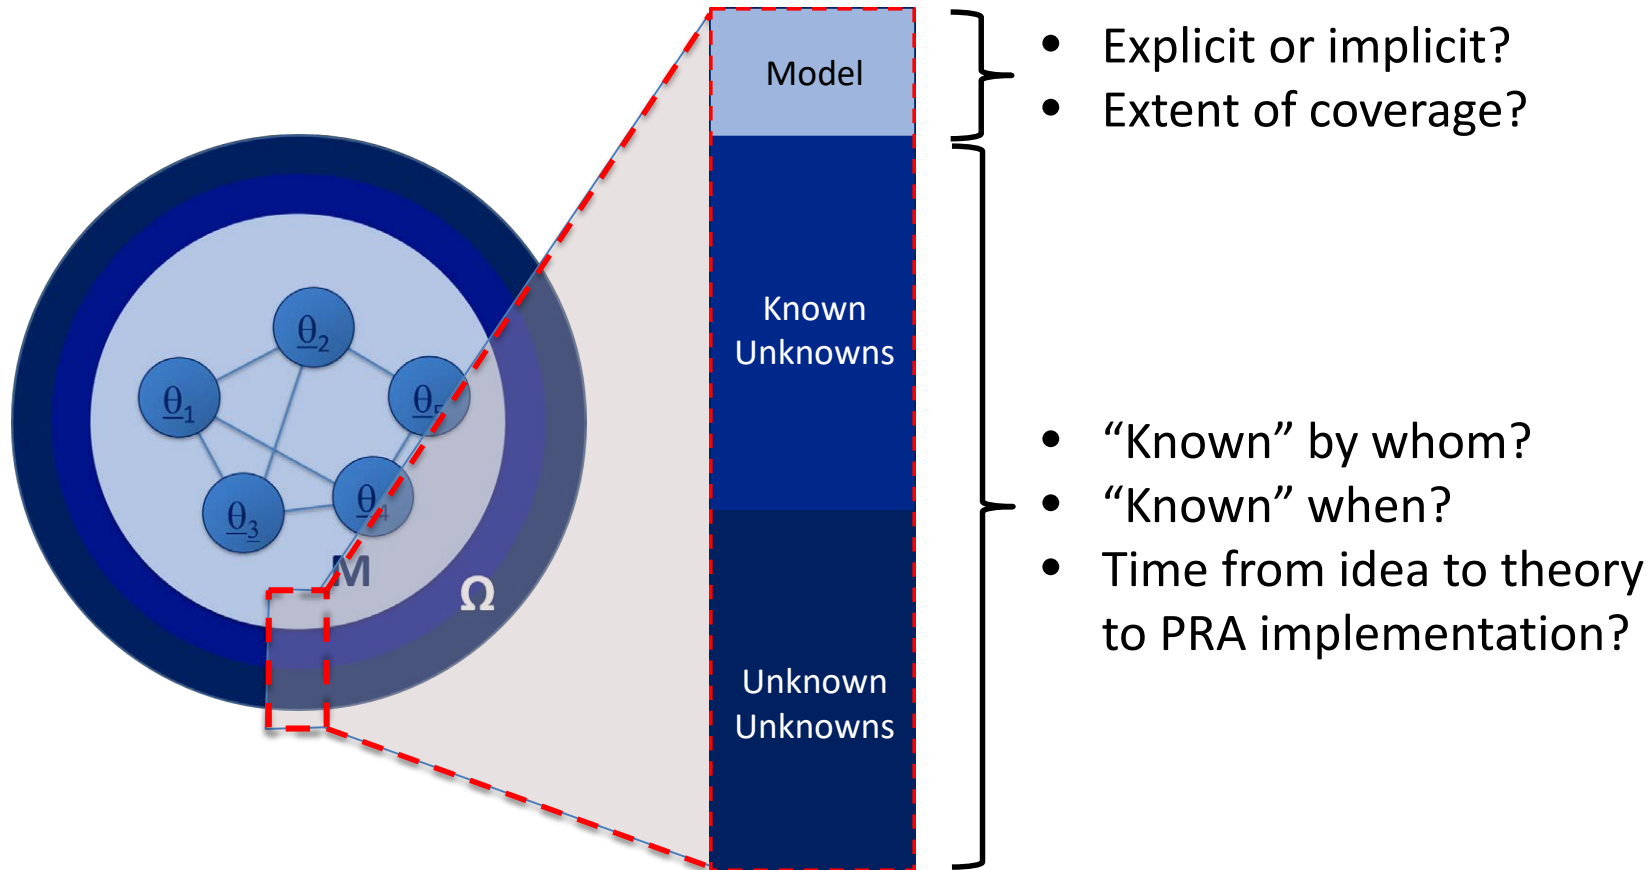 Model
Known
Unknowns
Unknown
Unknowns
• Explicit or implicit?
• Extent of coverage?
• “Known” by whom?
• “Known” when?
• Time from idea to theory
to PRA implementation?
θ2
θ1
θ5
θ3
θ4
M
Ω